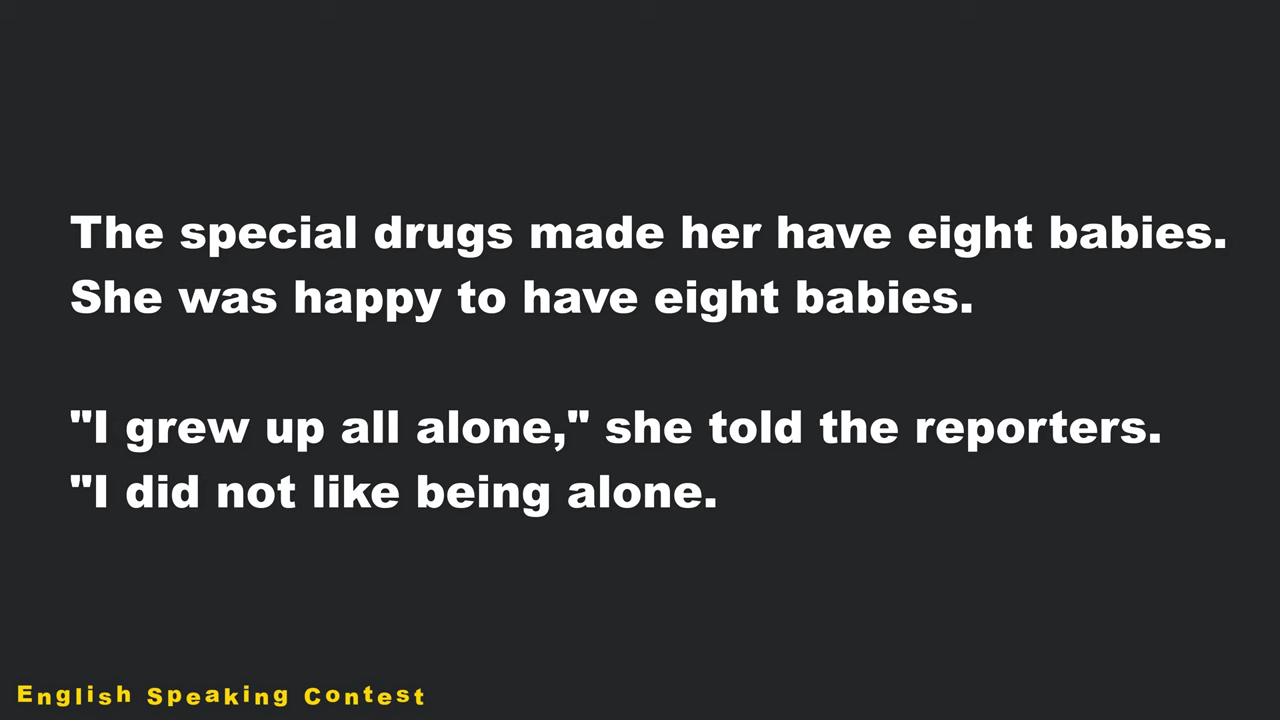 The special drugs made her have eight babies.
She was happy to have eight babies.
"I grew up all alone," she told the reporters.
"I did not like being alone.
English Speaking Contest